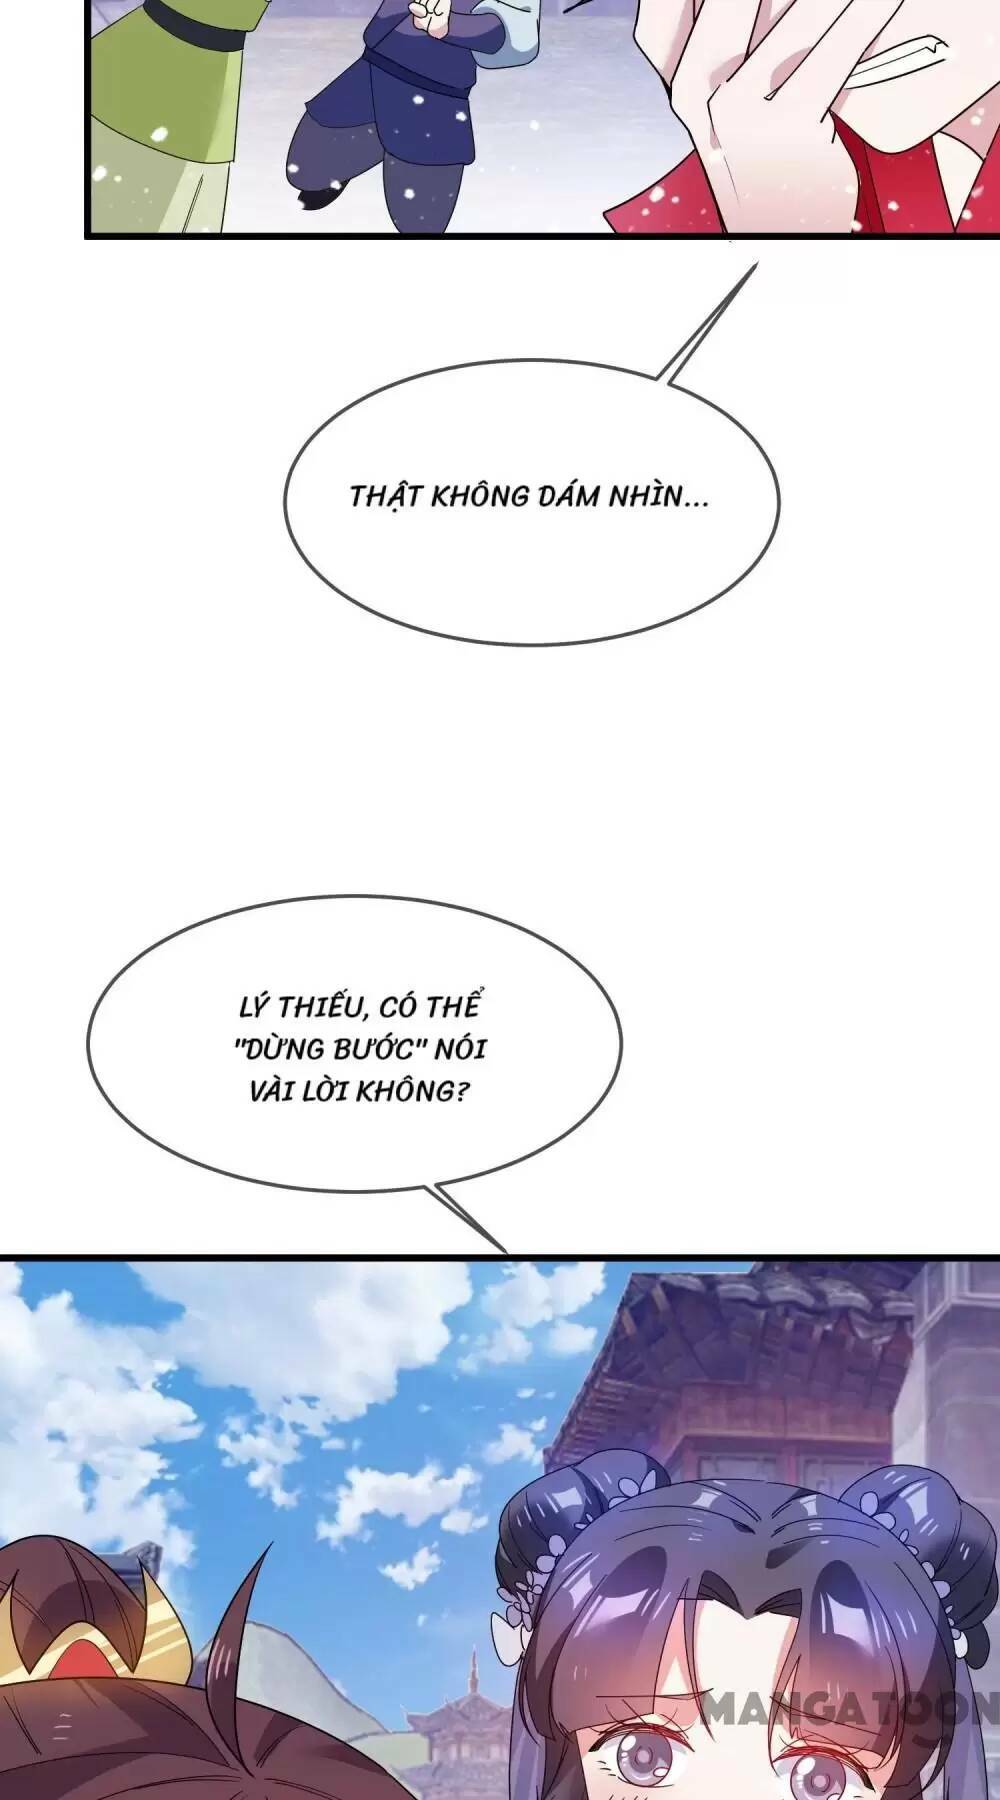 THẬT KHÔNG DÁM NHÌN...
LÝ THIẾU, CÓ THỂ
"DỪNG BƯỚC" NÓI
VÀI LỜI KHÔNG?
MANGATOON